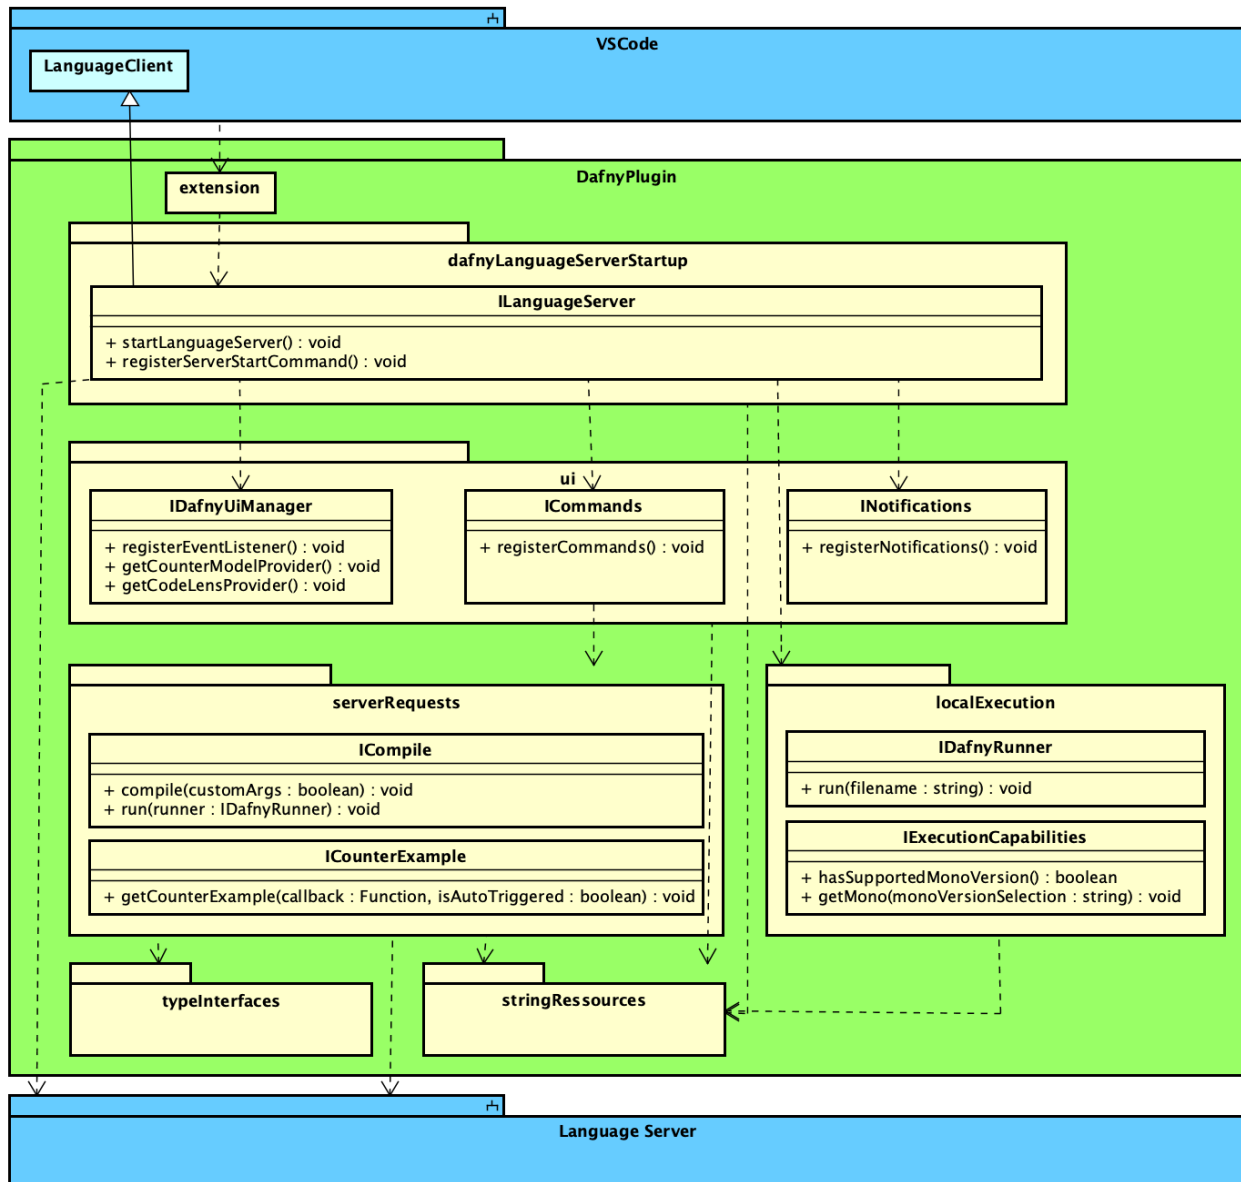 VSCode
LanguageClient
DafnyPlugin
extension
dafnyLanguageServerStartup
ILanguageServer
+ startLanguageServer() : void
+ registerServerStartCommand() : void
ui
IDafnyUiManager
+ registerEventListener() : void
+ getCounterModelProvider() : void
+ getCodeLensProvider() : void
ICommands
+ registerCommands() : void
INotifications
+ registerNotifications() : void
serverRequests
ICompile
+ compile(customArgs : boolean) : void
+ run(runner : IDafnyRunner) : void
ICounterExample
+ getCounterExample(callback : Function, isAutoTriggered : boolean) : void
localExecution
IDafnyRunner
+ run(filename : string) : void
IExecutionCapabilities
+ hasSupportedMonoVersion() : boolean
+ getMono(monoVersionSelection : string) : void
typeInterfaces
stringRessources
Language Server